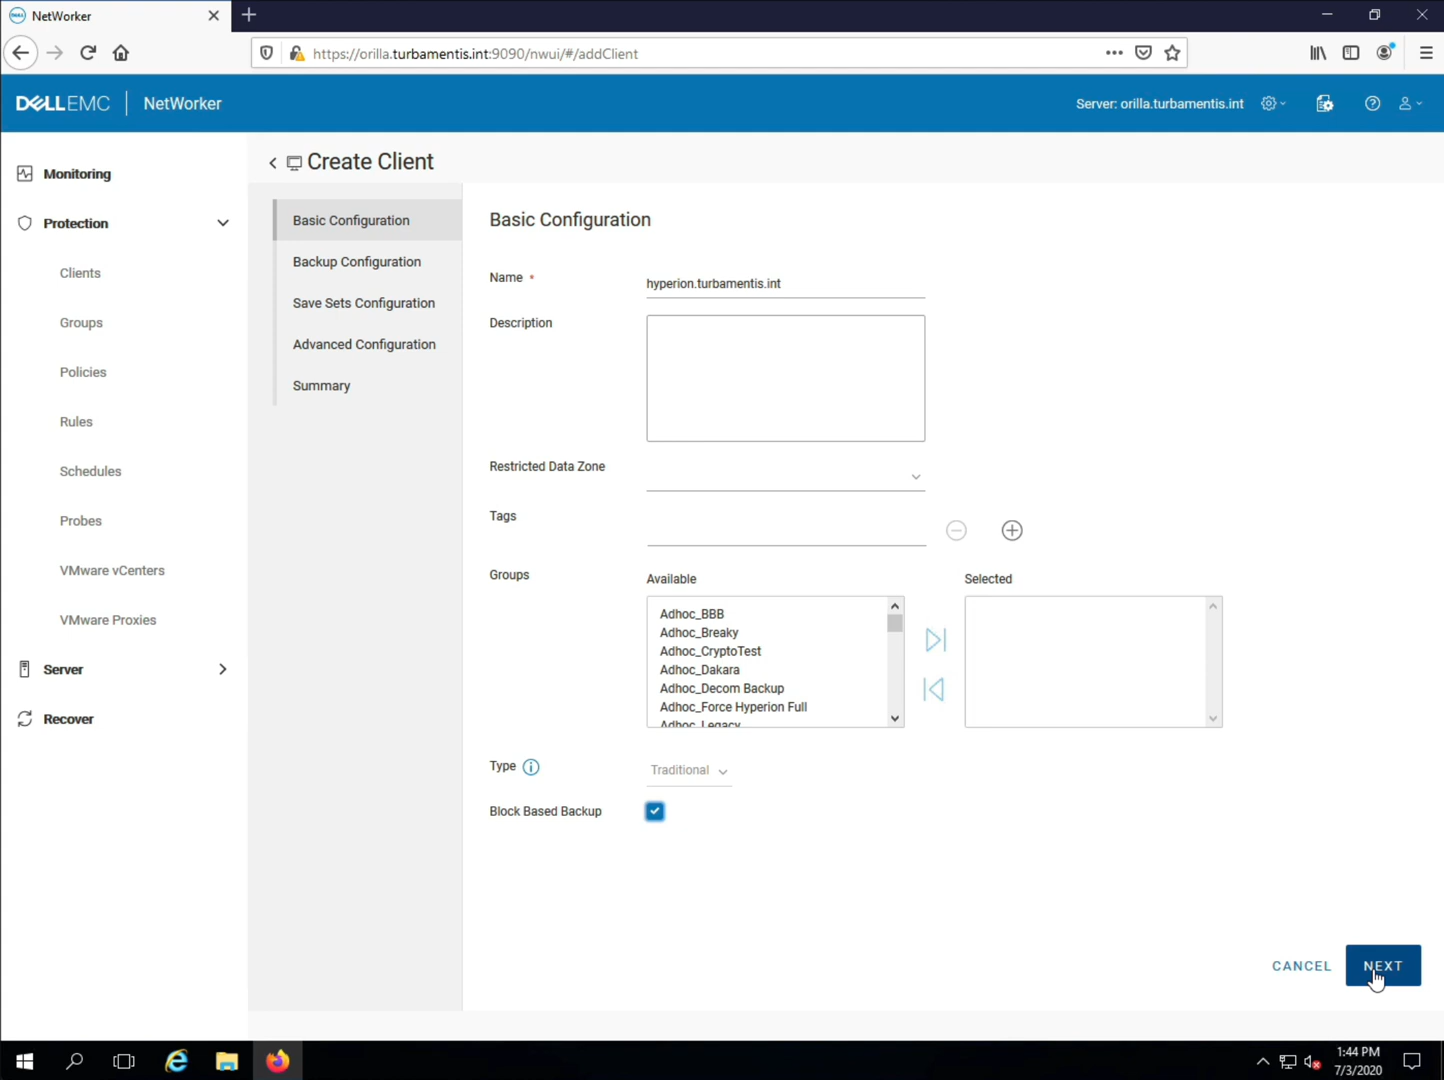 NetWorker
https://orilla.turbamentis.int:9090/nwui/#/addClient
DELLEMC NetWorker
Server: orilla.turbamentis.int
Monitoring
Protection
Clients
Groups
Policies
Rules
Schedules
Probes
VMware vCenters
VMware Proxies
Server
Recover
Create Client
Basic Configuration
Backup Configuration
Save Sets Configuration
Advanced Configuration
Summary
Basic Configuration
Name *
hyperion.turbamentis.int
Description
Restricted Data Zone
Tags
Groups
Available
Selected
Adhoc_BBB
Adhoc_Breaky
Adhoc_CryptoTest
Adhoc_Dakara
Adhoc_Decom Backup
Adhoc_Force Hyperion Full
Adhoc_Legacy
Type
Traditional
Block Based Backup
CANCEL
NEXT
1:44 PM
7/3/2020